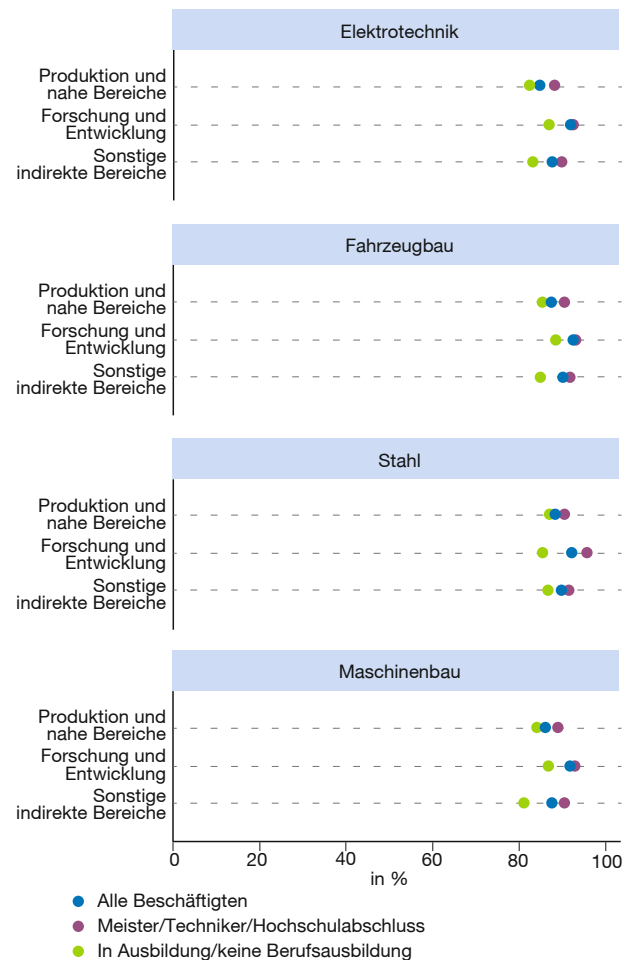 Elektrotechnik
Produktion und
nahe Bereiche
Forschung und
Entwicklung
Sonstige
indirekte Bereiche
Fahrzeugbau
Produktion und
nahe Bereiche
Forschung und
Entwicklung
Sonstige
indirekte Bereiche
Stahl
Produktion und
nahe Bereiche
Forschung und
Entwicklung
Sonstige
indirekte Bereiche
Maschinenbau
Produktion und
nahe Bereiche
Forschung und
Entwicklung
Sonstige
indirekte Bereiche
0 20 40 60 80 100
in %
Alle Beschäftigten
Meister/Techniker/Hochschulabschluss
In Ausbildung/keine Berufsausbildung